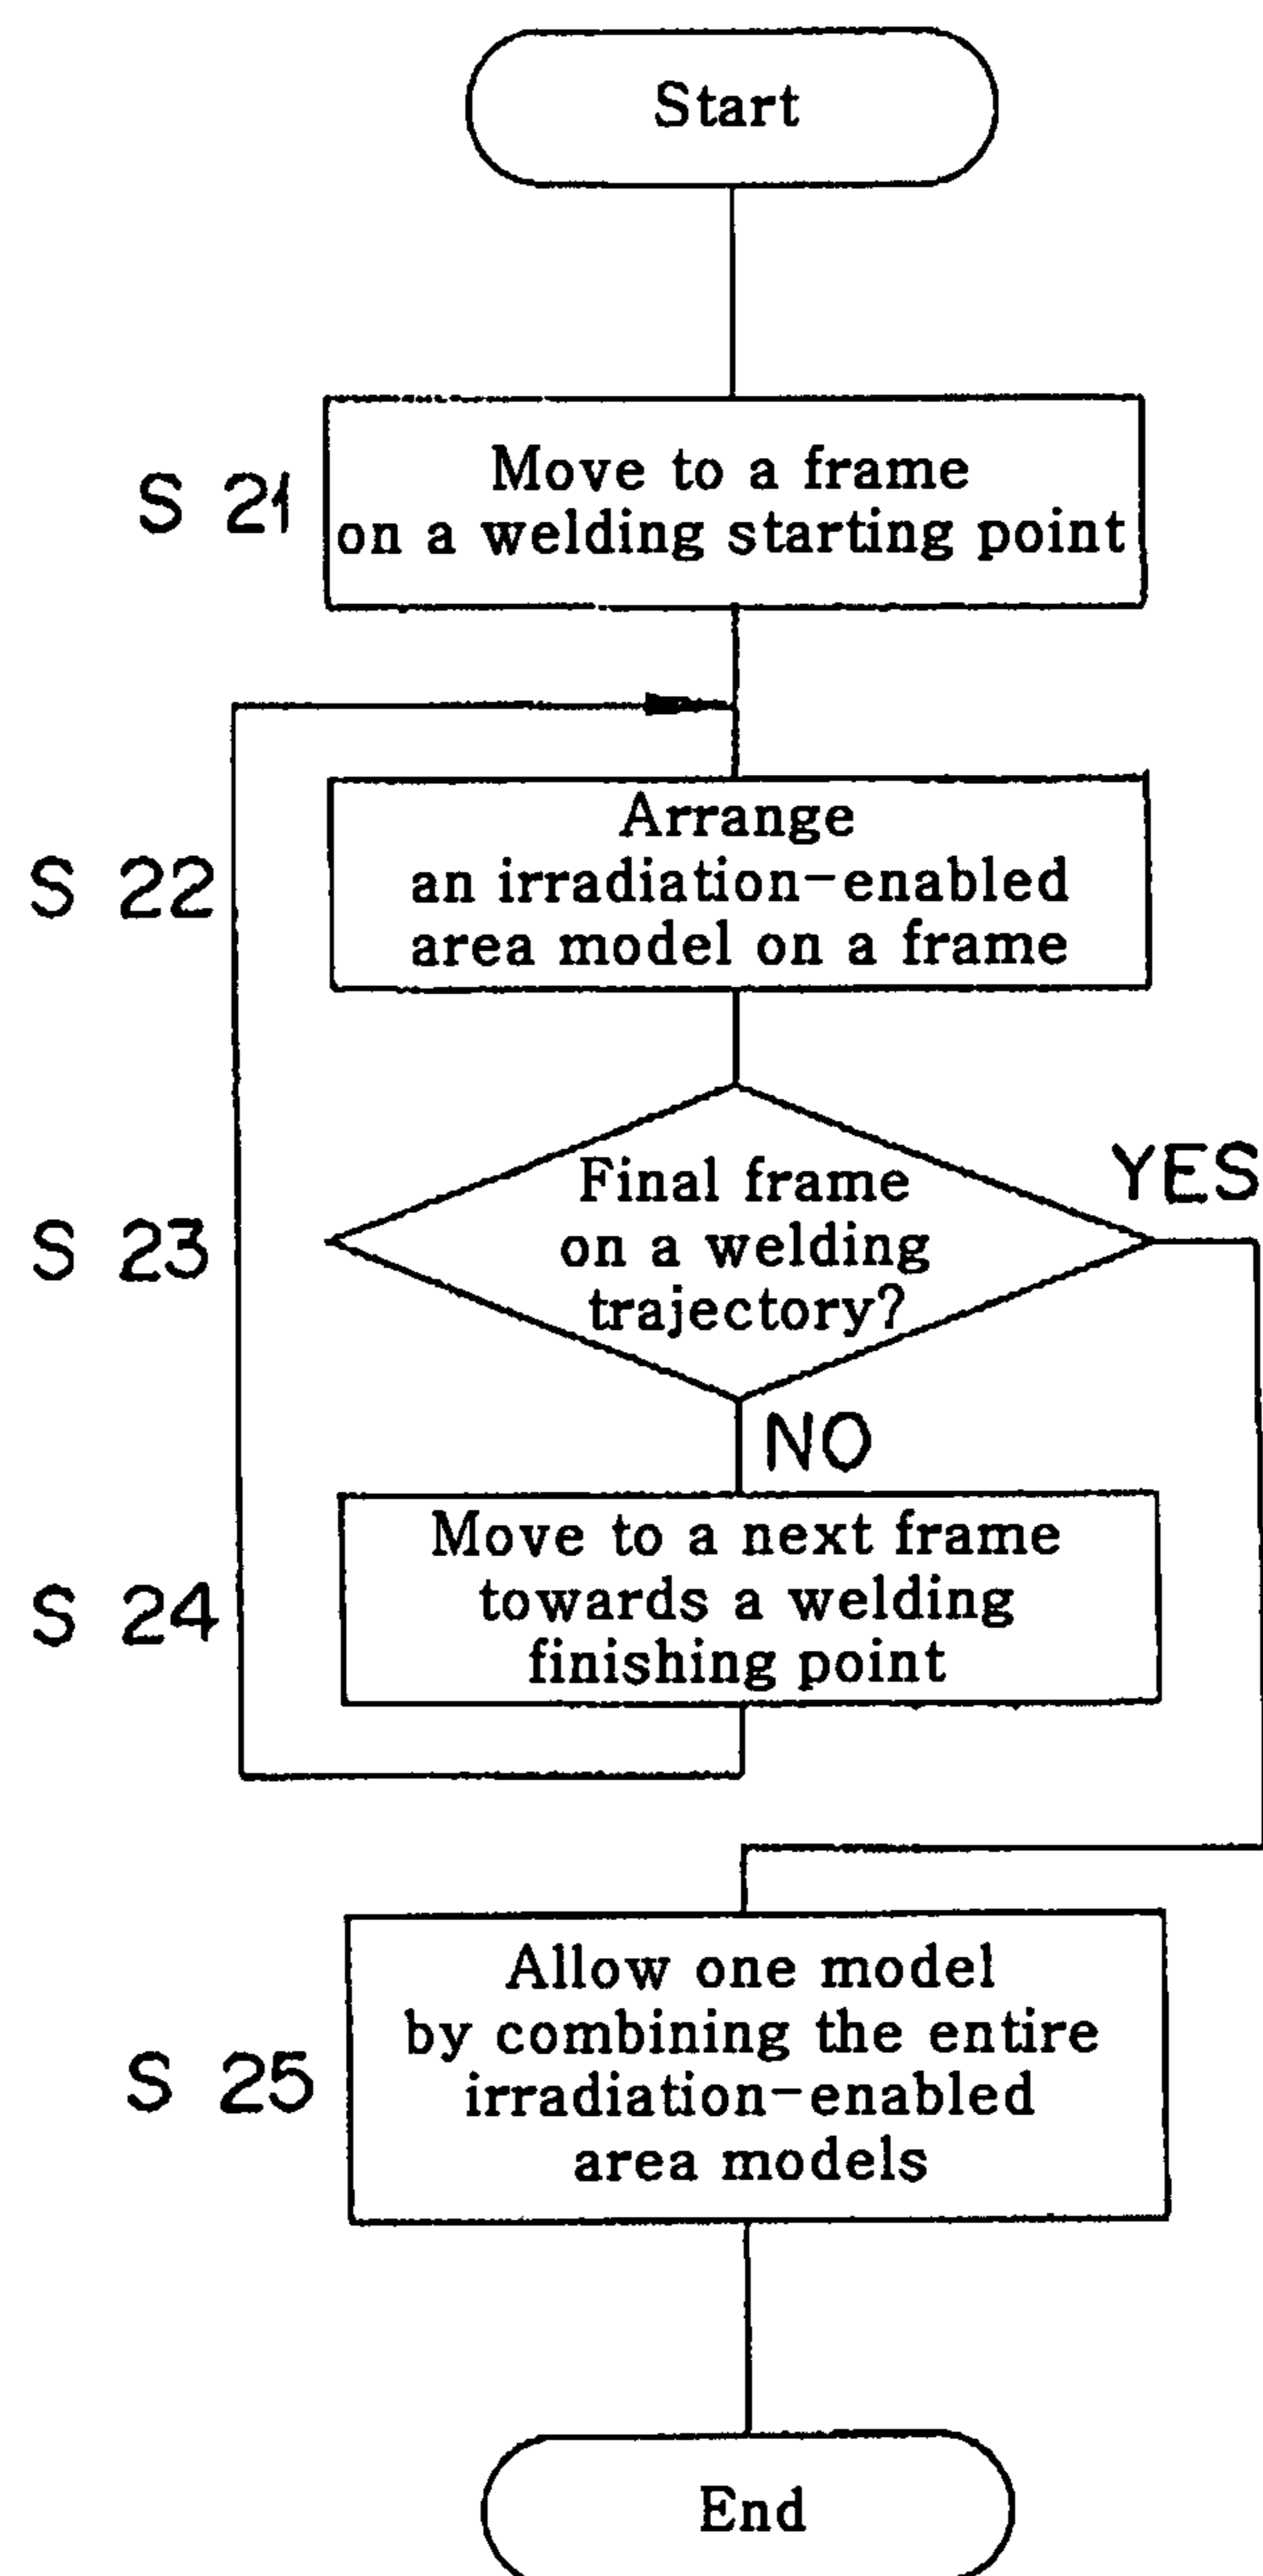 Start
S 21
Move to a frame
on a welding starting point
S 22
Arrange
an irradiation-enabled
area model on a frame
S 23
Final frame
on a welding
trajectory?
YES
NO
S 24
Move to a next frame
towards a welding
finishing point
S 25
Allow one model
by combining the entire
irradiation-enabled
area models
End